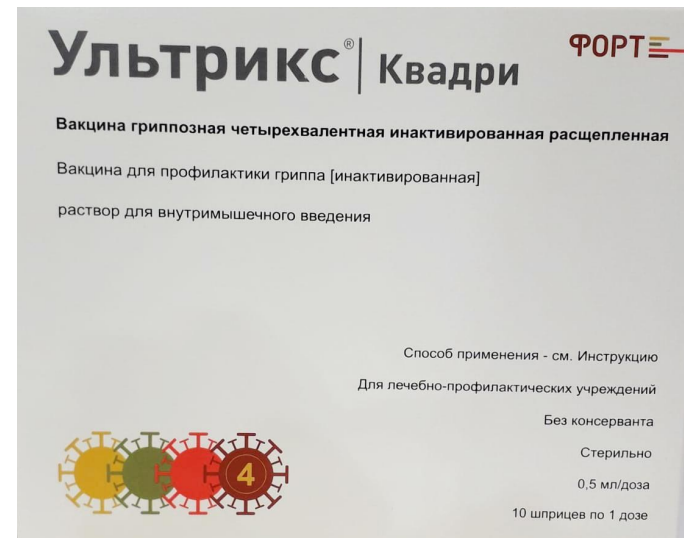 Ультрикс® Квадри
ФОРТЕ
Вакцина гриппозная четырехвалентная инактивированная расщепленная
Вакцина для профилактики гриппа [инактивированная]
раствор для внутримышечного введения
Способ применения - см. Инструкцию
Для лечебно-профилактических учреждений
Без консерванта
Стерильно
0,5 мл/доза
10 шприцев по 1 дозе
4